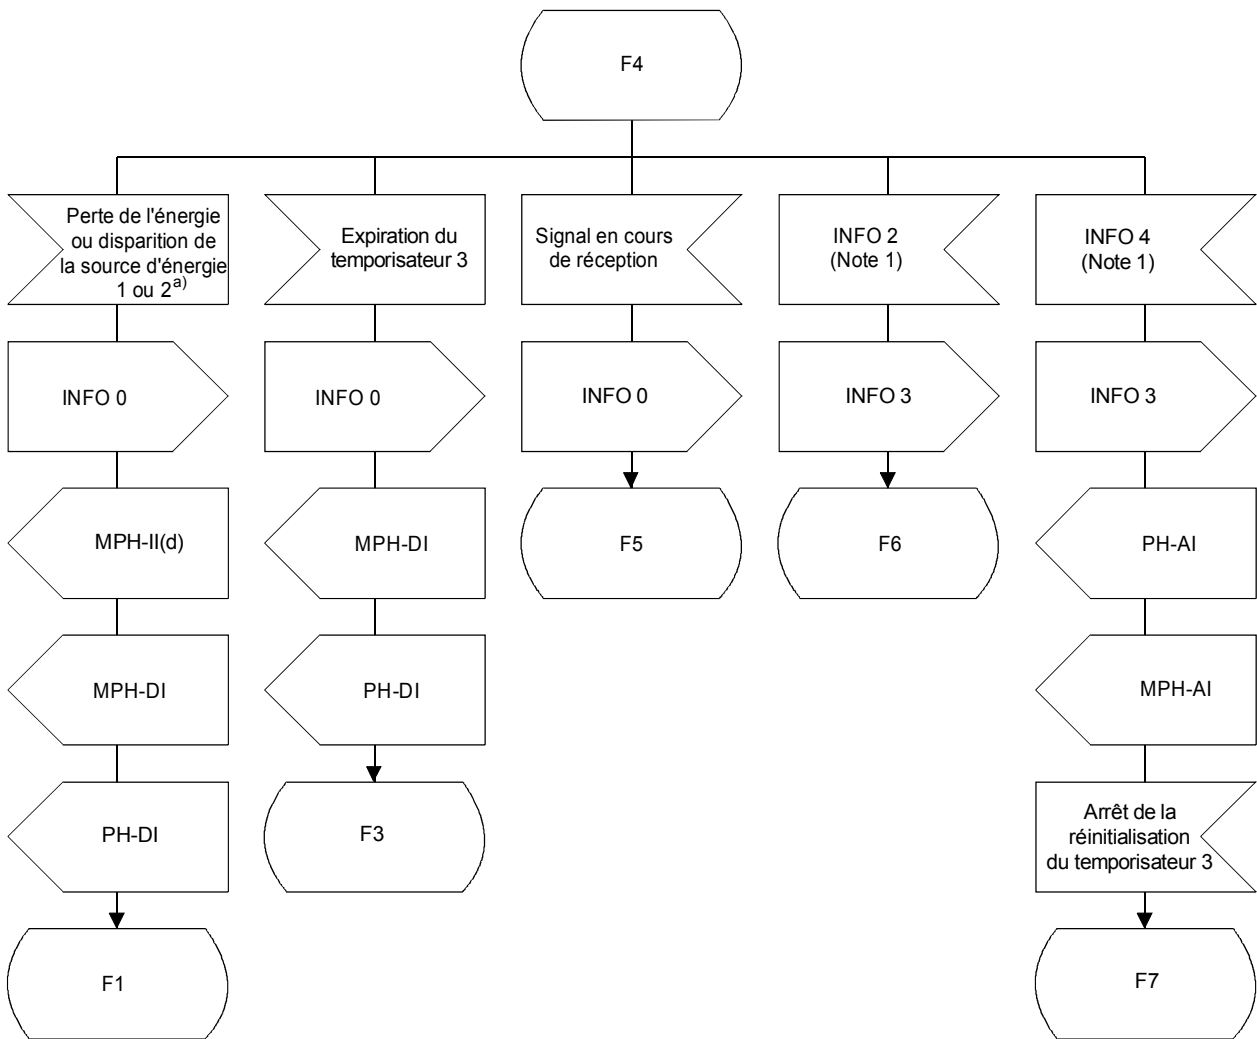 F4
Perte de l'énergie
ou disparition de
la source d'énergie
1 ou 2a)
Expiration du
temporisateur 3
Signal en cours
de réception
INFO 2
(Note 1)
INFO 4
(Note 1)
INFO 0
INFO 0
INFO 0
INFO 3
INFO 3
MPH-II(d)
MPH-DI
F5
F6
PH-AI
MPH-DI
PH-DI
MPH-AI
PH-DI
F3
Arrêt de la
réinitialisation
du temporisateur 3
F1
F7